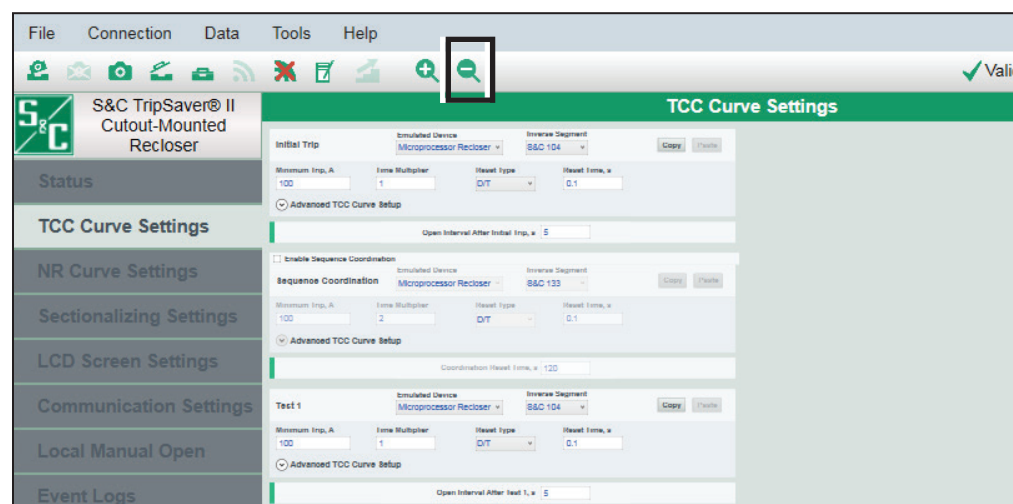 File Connection Data Tools Help
Vali
S&C
S&C TripSaver® II
Cutout-Mounted
Recloser
TCC Curve Settings
Status
TCC Curve Settings
NR Curve Settings
Sectionalizing Settings
LCD Screen Settings
Communication Settings
Local Manual Open
Event Logs
Emulated Device Inverse Segment
Initial Trip Microprocessor Recloser S&C 104 Copy Paste
Minimum Trip, A Time Multiplier Reset Type Reset Time, s
100 1 D/T 0.1
Advanced TCC Curve Setup
Open Interval After Initial Trip, s 5
Enable Sequence Coordination
Emulated Device Inverse Segment
Sequence Coordination Microprocessor Recloser S&C 133 Copy Paste
Minimum Trip, A Time Multiplier Reset Type Reset Time, s
100 2 D/T 0.1
Advanced TCC Curve Setup
Coordination Reset Time, s 120
Emulated Device Inverse Segment
Test 1 Microprocessor Recloser S&C 104 Copy Paste
Minimum Trip, A Time Multiplier Reset Type Reset Time, s
100 1 D/T 0.1
Advanced TCC Curve Setup
Open Interval After Test 1, s 5